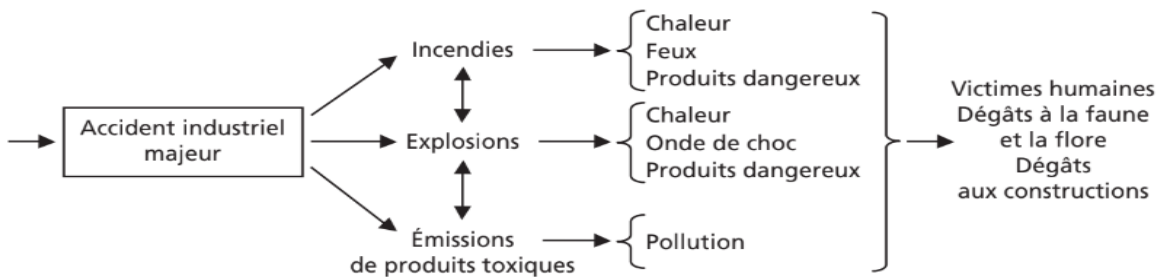 Accident industriel
majeur
Incendies
Explosions
Émissions
de produits toxiques
Chaleur
Feux
Produits dangereux
Chaleur
Onde de choc
Produits dangereux
Pollution
Victimes humaines
Dégâts à la faune
et la flore
Dégâts
aux constructions